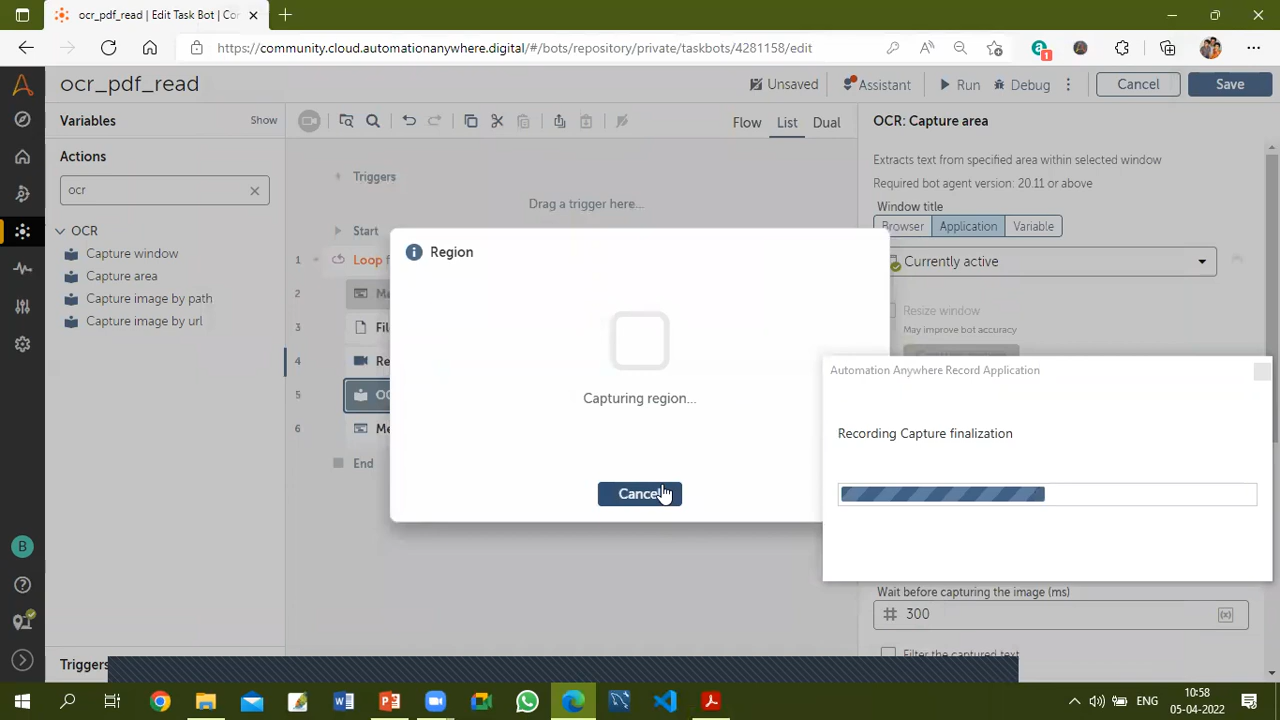 ocr_pdf_read | Edit Task Bot | Cor
https://community.cloud.automationanywhere.digital/#/bots/repository/private/taskbots/4281158/edit
1
ocr_pdf_read
Unsaved
Assistant
Run
Debug
Cancel
Save
Variables
Show
Flow
List
Dual
OCR: Capture area
Actions
Extracts text from specified area within selected window
Triggers
Required bot agent version: 20.11 or above
ocr
Drag a trigger here...
Window title
Browser
Application
Variable
OCR
Start
Capture window
Region
1
Loop
Currently active
Capture area
2
Capture image by path
Resize window
Capture image by url
3
May improve bot accuracy
4
Automation Anywhere Record Application
5
Capturing region...
6
Recording Capture finalization
End
Cancel
B
Wait before capturing the image (ms)
300
Filter the captured text
Triggers
ENG
10:58
05-04-2022